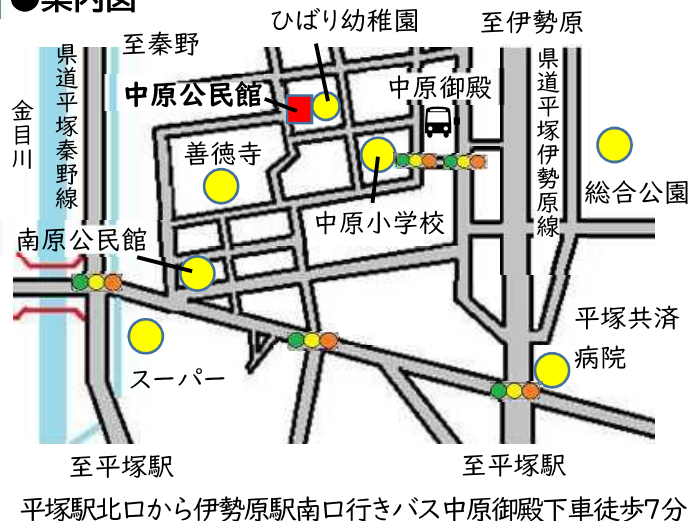 ●案内図
ひばり幼稚園
至伊勢原
至秦野
県道平塚秦野線
金目川
中原公民館
中原御殿
県道平塚伊勢原線
善徳寺
総合公園
中原小学校
南原公民館
平塚共済
病院
スーパー
至平塚駅
至平塚駅
平塚駅北口から伊勢原駅南口行きバス中原御殿下車徒歩7分